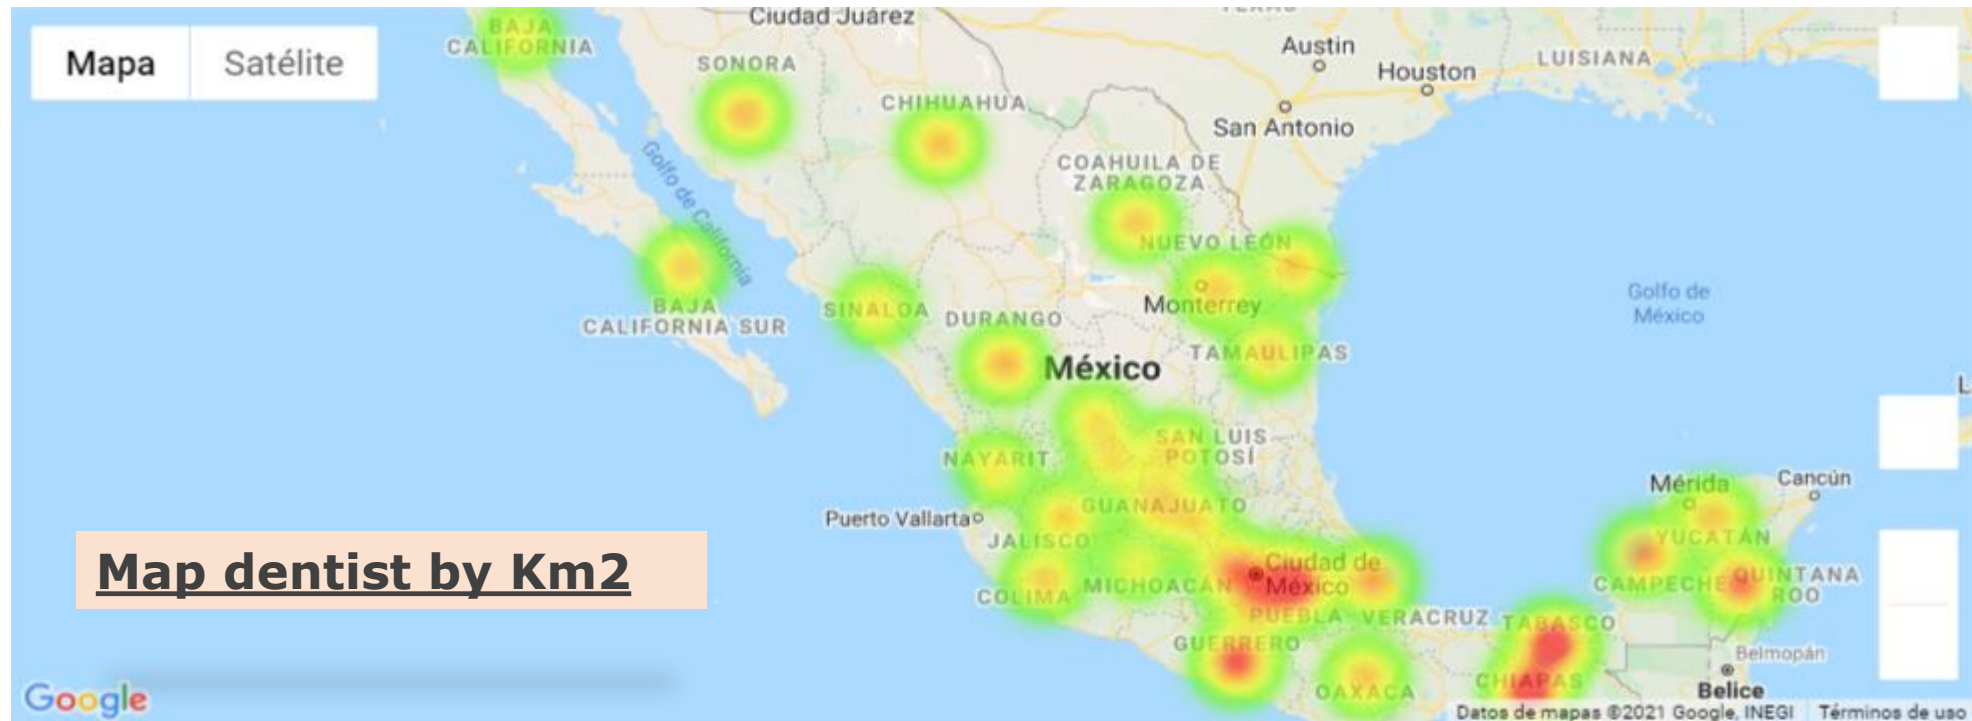 Mapa
Satélite
BAJA
CALIFORNIA
Ciudad Juárez
SONORA
CHIHUAHUA
Austin
Houston
LUISIANA
San Antonio
COAHUILA DE
ZARAGOZA
Golfo de California
NUEVO LEÓN
Monterrey
BAJA
CALIFORNIA SUR
SINALOA
DURANGO
México
TAMAULIPAS
Golfo de
México
L
NAYARIT
SAN LUIS
POTOSÍ
Puerto Vallarta
GUANAJUATO
JALISCO
Mérida
Cancún
YUCATÁN
Map dentist by Km2
COLIMA
MICHOACÁN
Ciudad de
México
CAMPECHE
QUINTANA
ROO
PUEBLA
VERACRUZ
TABASCO
GUERRERO
Belmopán
OAXACA
CHIAPAS
Belice
Google
Datos de mapas ©2021 Google, INEGI
Términos de uso